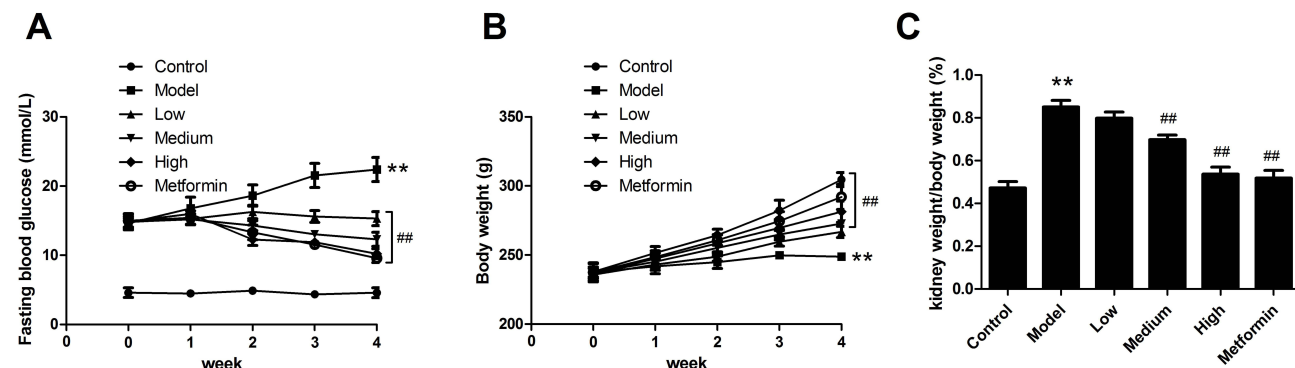 A
Control
Model
Low
Medium
High
Metformin
Fasting blood glucose (mmol/L)
30
20
10
0
**
##
0 0 1 2 3 4
week
B
Control
Model
Low
Medium
High
Metformin
Body weight (g)
350
300
250
200
##
**
0 0 1 2 3 4
week
C
kidney weight/body weight (%)
1.0
0.8
0.6
0.4
0.2
0.0
**
##
##
##
Control
Model
Low
Medium
High
Metformin